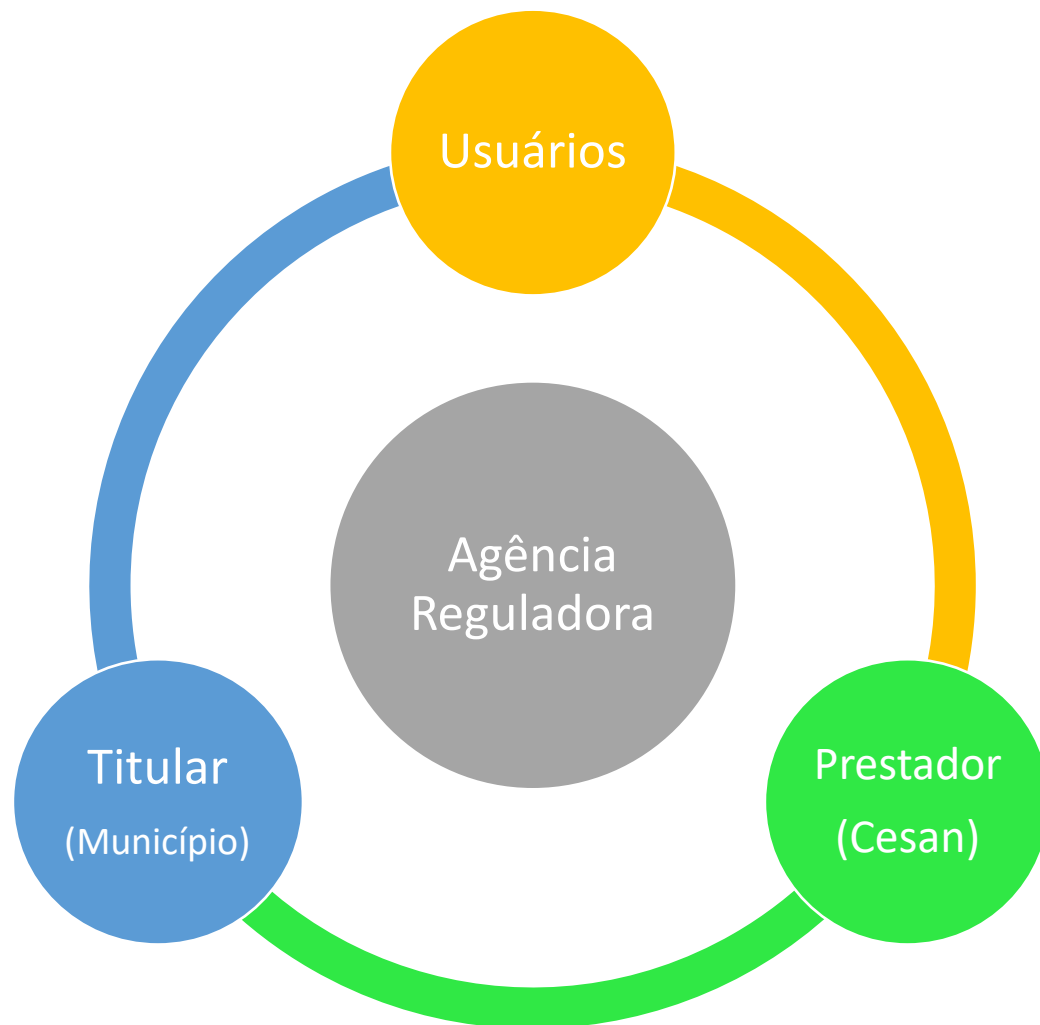 Usuários
Agência
Reguladora
Titular
(Município)
Prestador
(Cesan)